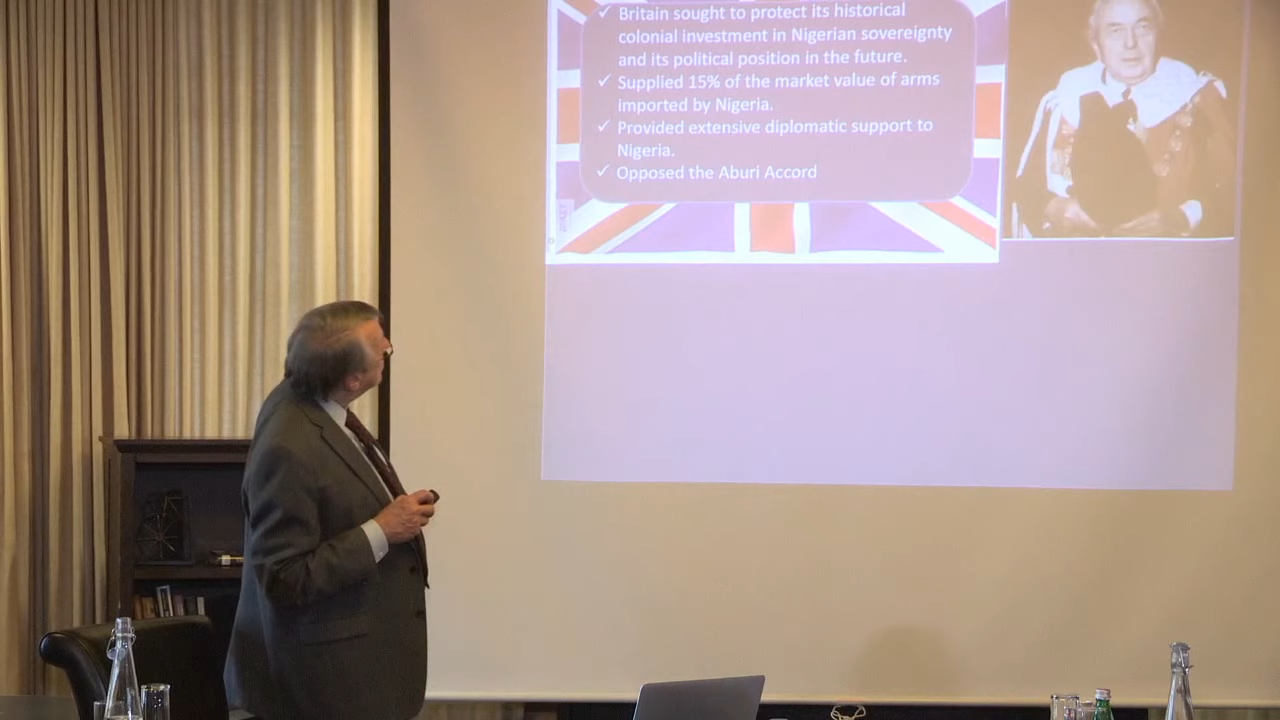 ✓ Britain sought to protect its historical
colonial investment in Nigerian sovereignty
and its political position in the future.
✓ Supplied 15% of the market value of arms
imported by Nigeria.
✓ Provided extensive diplomatic support to
Nigeria.
✓ Opposed the Aburi Accord